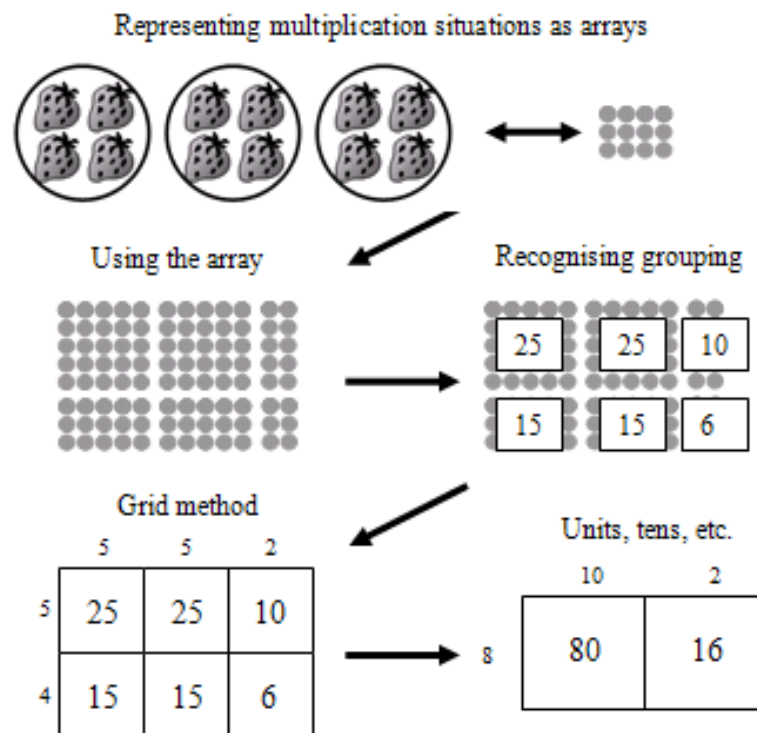 Representing multiplication situations as arrays
Using the array
Recognising grouping
25 25 10
15 15 6
Grid method
5 5 2
5 25 25 10
4 15 15 6
Units, tens, etc.
10 2
8 80 16